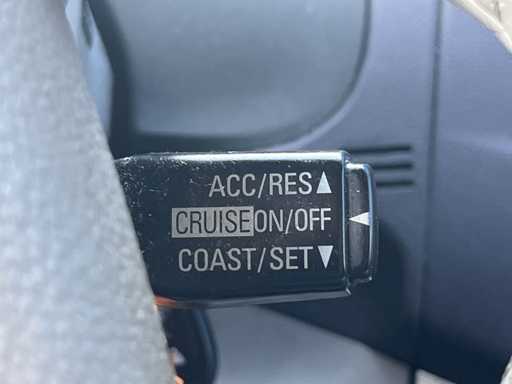 ACC/RES▲
CRUISE ON/OFF ◀
COAST/SET▼